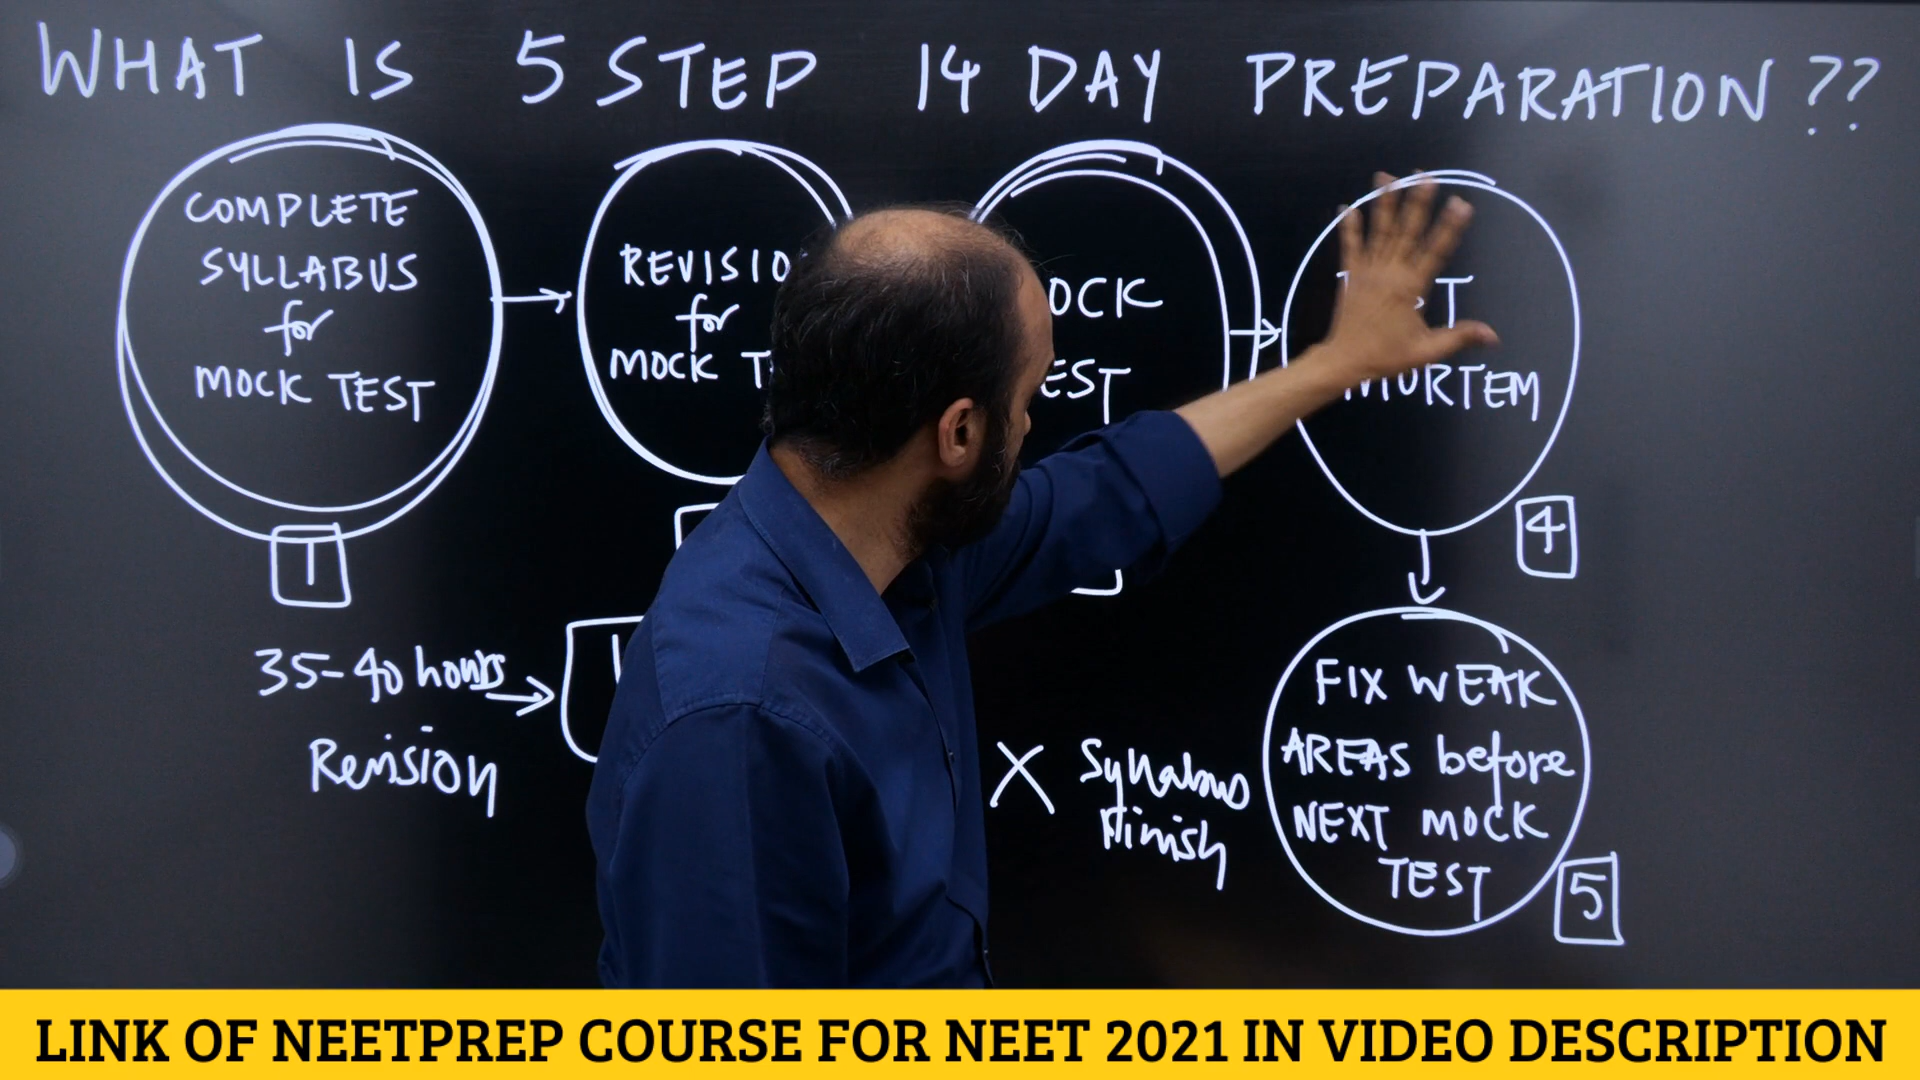 WHAT IS 5 STEP 14 DAY PREPARATION ??
COMPLETE
SYLLABUS
for
MOCK TEST
1
REVISIO
for
MOCK T
OCK
EST
T
MORTEM
4
35-40 hours
Revision
X Syllabus
Finish
FIX WEAK
AREAS before
NEXT MOCK
TEST
5
LINK OF NEETPREP COURSE FOR NEET 2021 IN VIDEO DESCRIPTION